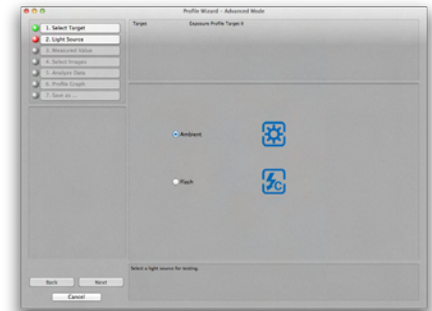 Profile Wizard - Advanced Mode
1. Select Target
2. Light Source
3. Measured Value
4. Select Images
5. Analyze Data
6. Profile Graph
7. Save as ...
Target Exposure Profile Target II
Ambient
Flash
C
Select a light source for testing.
Back Next
Cancel